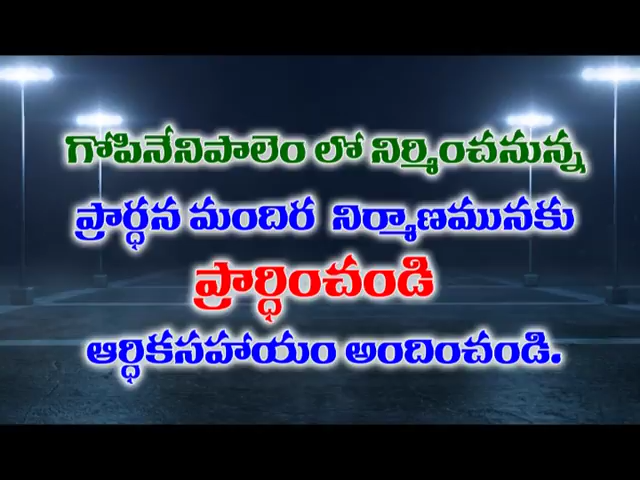 గోపినేనిపాలెం లో నిర్మించనున్న
ప్రార్ధన మందిర నిర్మాణమునకు
ప్రార్ధించండి
ఆర్ధికసహాయం అందించండి.